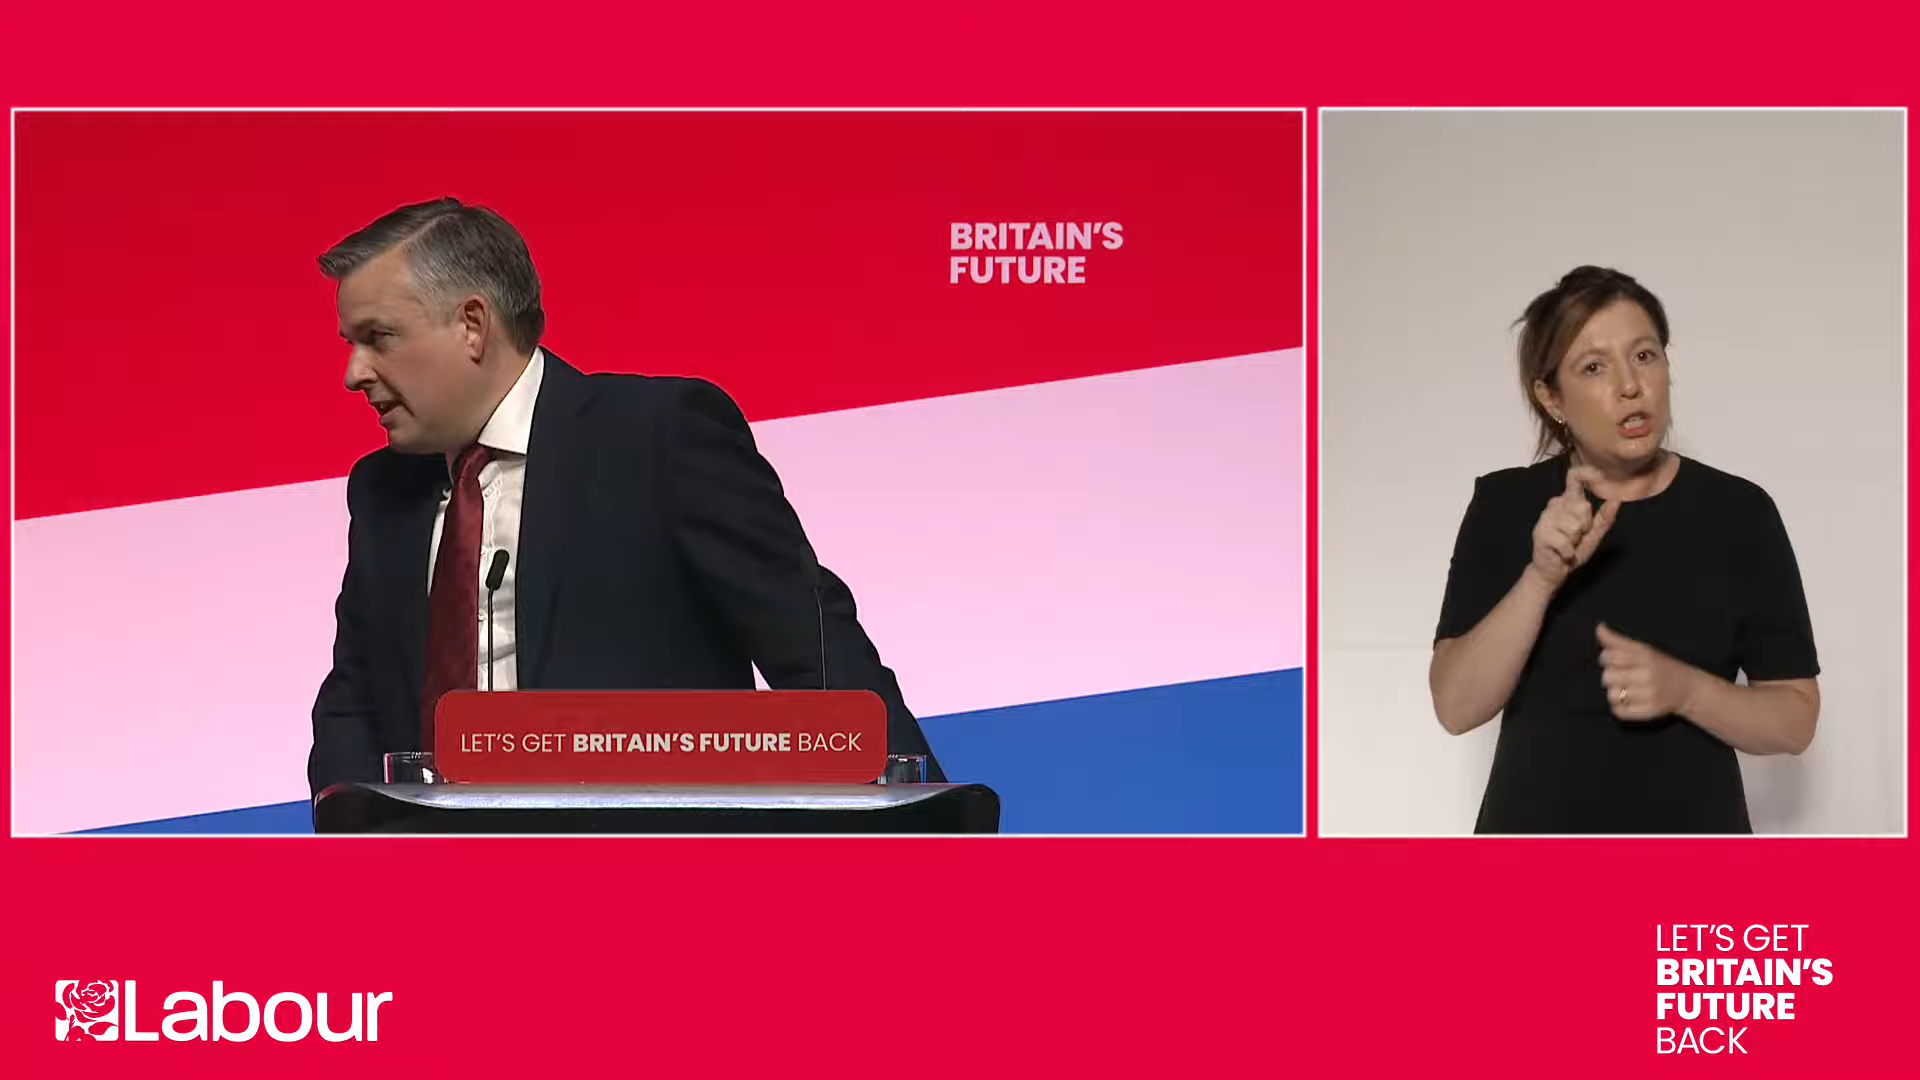 BRITAIN'S
FUTURE
LET'S GET BRITAIN'S FUTURE BACK
Labour
LET'S GET
BRITAIN'S
FUTURE
BACK